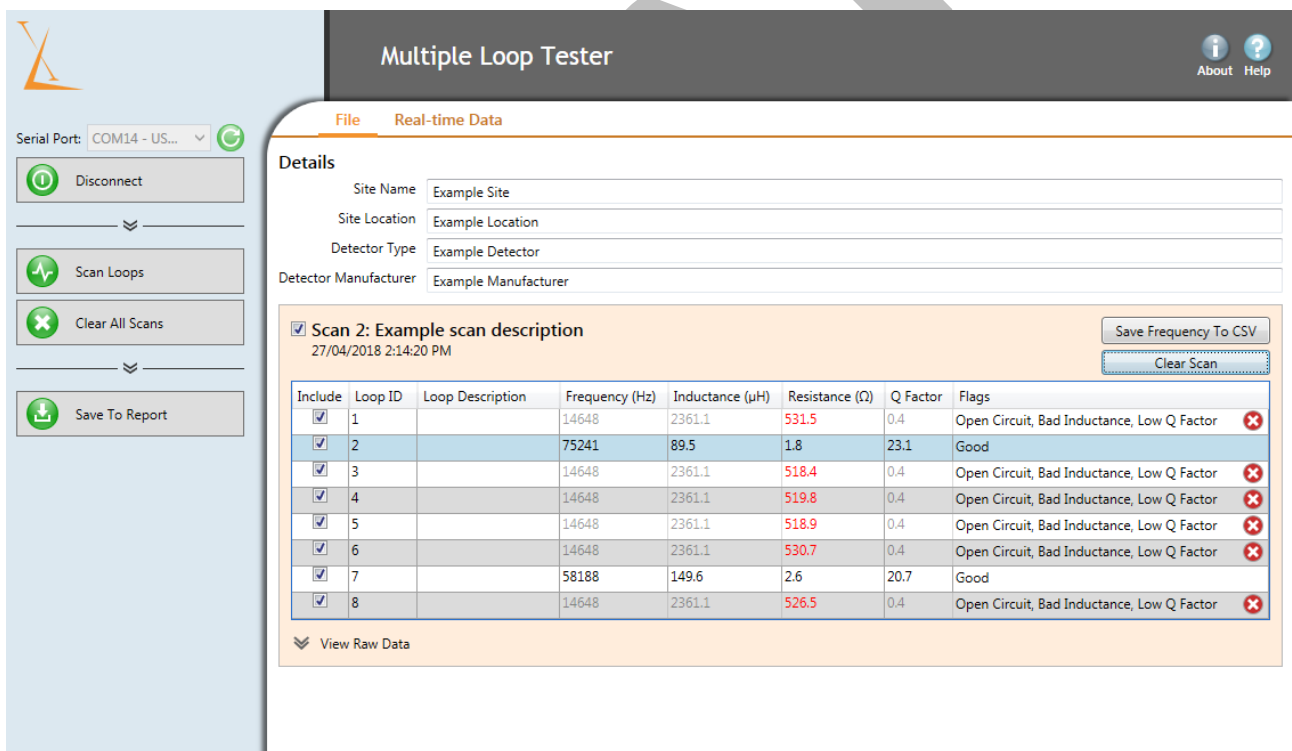 Multiple Loop Tester
About Help
Serial Port: COM14 - US...
Disconnect
Scan Loops
Clear All Scans
Save To Report
File Real-time Data
Details
Site Name Example Site
Site Location Example Location
Detector Type Example Detector
Detector Manufacturer Example Manufacturer
Scan 2: Example scan description
27/04/2018 2:14:20 PM
Save Frequency To CSV
Clear Scan
Include Loop ID Loop Description Frequency (Hz) Inductance (µH) Resistance (Ω) Q Factor Flags
1 14648 2361.1 531.5 0.4 Open Circuit, Bad Inductance, Low Q Factor
2 75241 89.5 1.8 23.1 Good
3 14648 2361.1 518.4 0.4 Open Circuit, Bad Inductance, Low Q Factor
4 14648 2361.1 519.8 0.4 Open Circuit, Bad Inductance, Low Q Factor
5 14648 2361.1 518.9 0.4 Open Circuit, Bad Inductance, Low Q Factor
6 14648 2361.1 530.7 0.4 Open Circuit, Bad Inductance, Low Q Factor
7 58188 149.6 2.6 20.7 Good
8 14648 2361.1 526.5 0.4 Open Circuit, Bad Inductance, Low Q Factor
View Raw Data